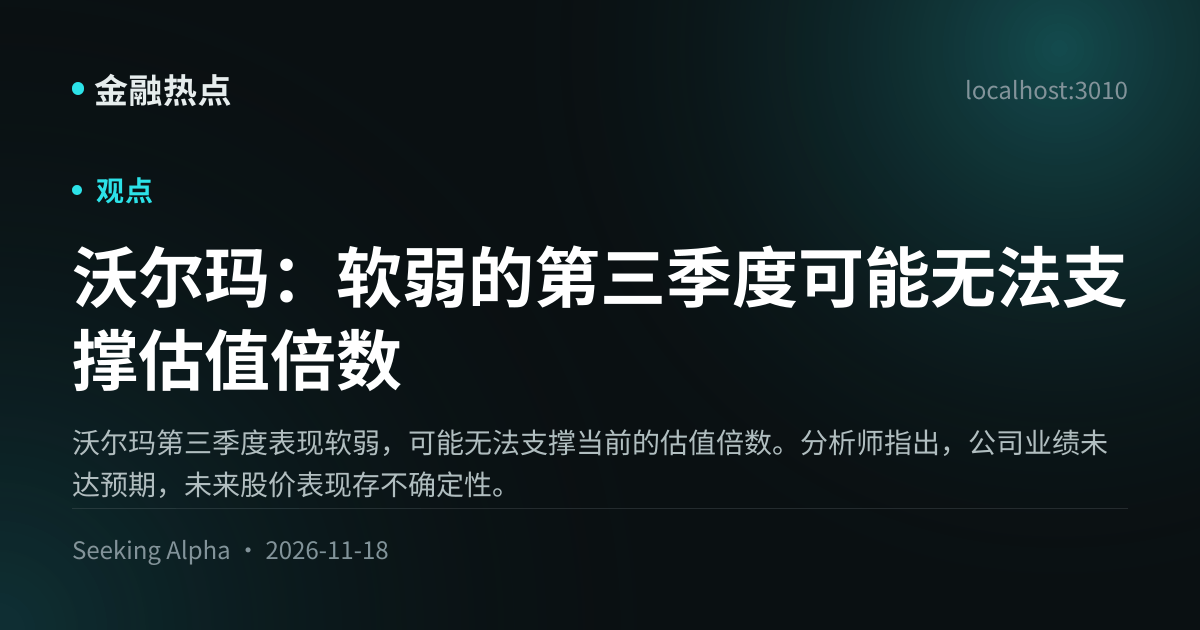 金融热点
localhost:3010
观点
沃尔玛：软弱的第三季度可能无法支
撑估值倍数
沃尔玛第三季度表现软弱，可能无法支撑当前的估值倍数。分析师指出，公司业绩未
达预期，未来股价表现存不确定性。
Seeking Alpha · 2026-11-18